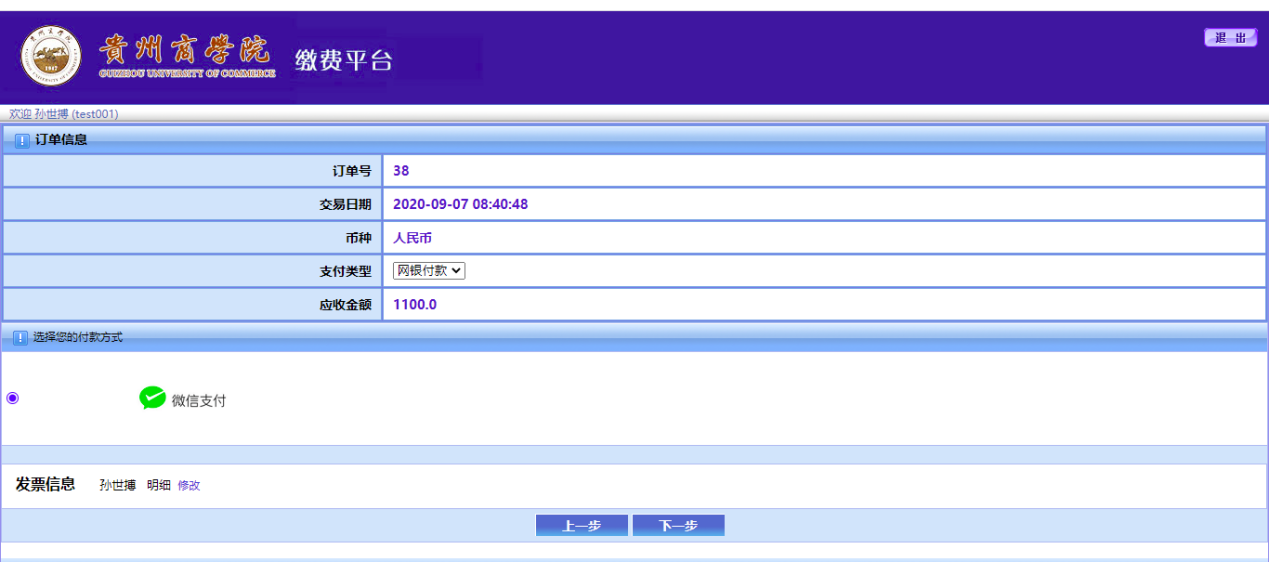 贵州商学院 缴费平台
GUIZHOU UNIVERSITY OF COMMERCE
退 出
欢迎 孙世搏 (test001)
订单信息
订单号 38
交易日期 2020-09-07 08:40:48
币种 人民币
支付类型 网银付款
应收金额 1100.0
选择您的付款方式
微信支付
发票信息 孙世搏 明细 修改
上一步 下一步